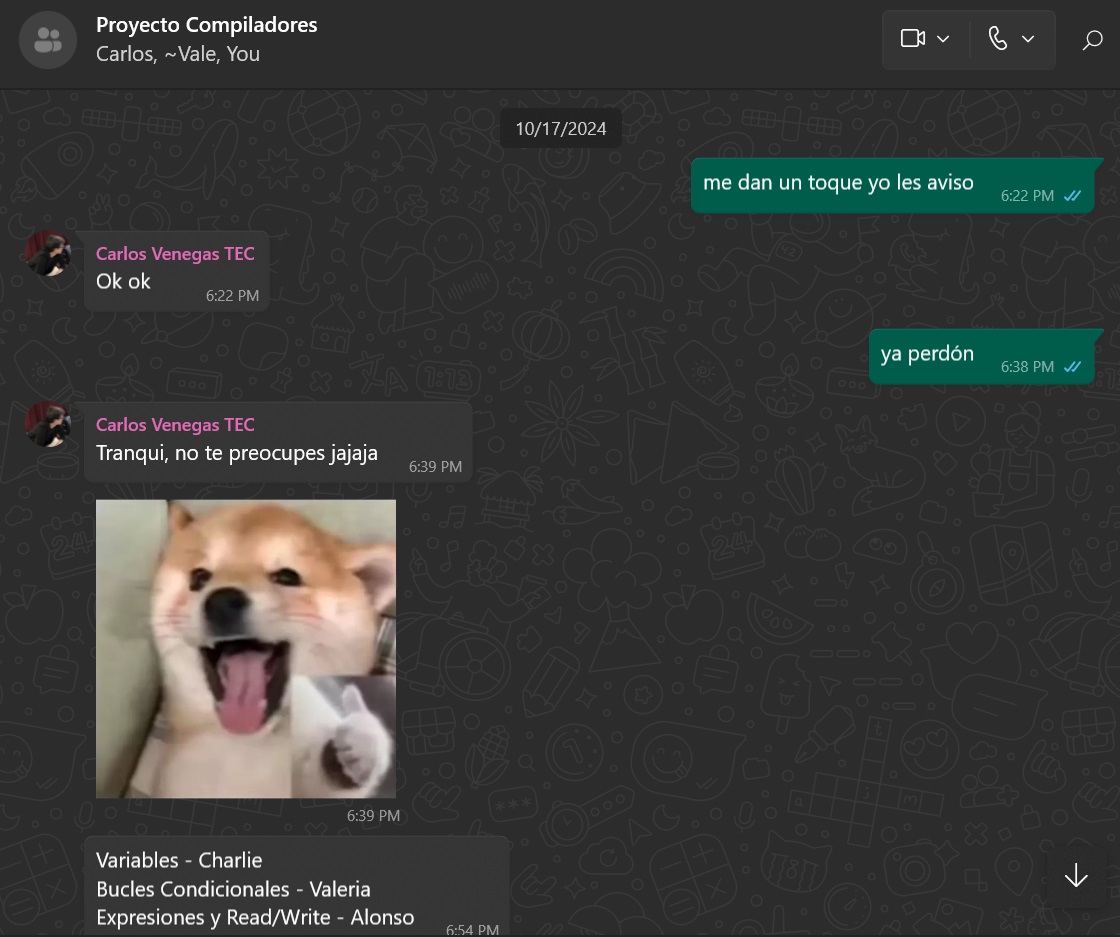 Proyecto Compiladores
Carlos, ~Vale, You
10/17/2024
me dan un toque yo les aviso
6:22 PM
Carlos Venegas TEC
Ok ok
6:22 PM
ya perdón
6:38 PM
Carlos Venegas TEC
Tranqui, no te preocupes jajaja
6:39 PM
6:39 PM
Variables - Charlie
Bucles Condicionales - Valeria
Expresiones y Read/Write - Alonso
6:54 PM